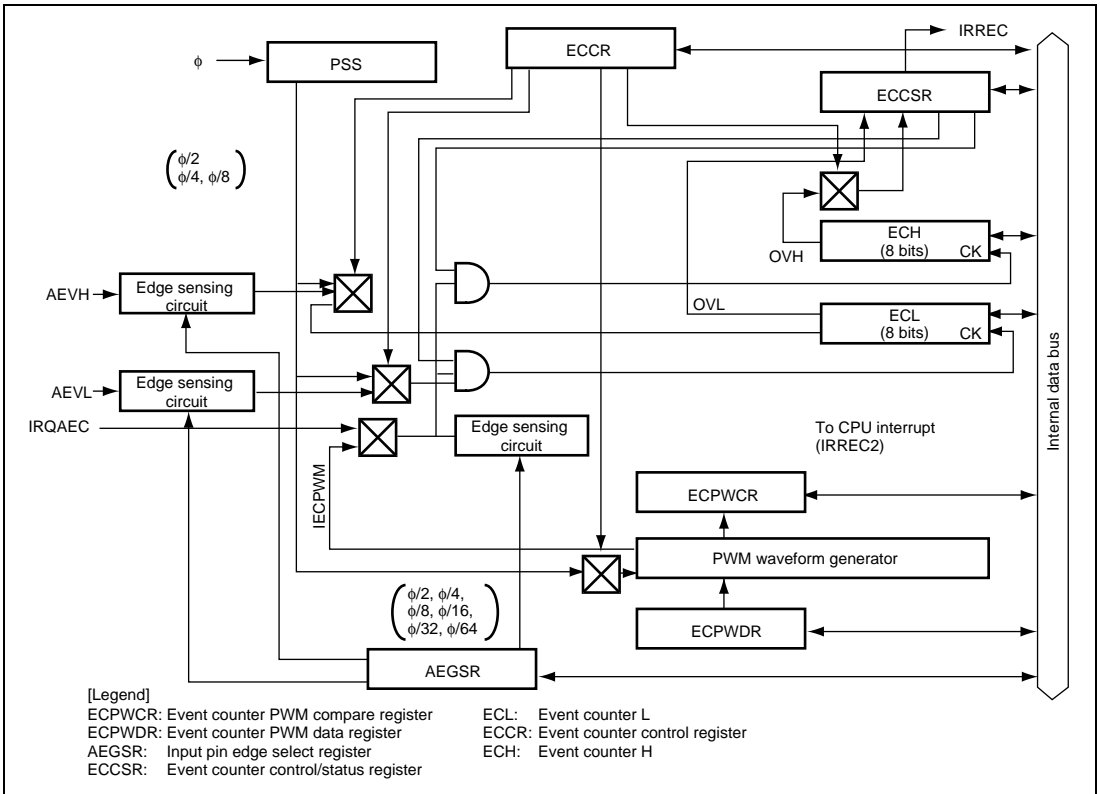 IRREC
ECCR
φ
PSS
ECCSR
φ/2
φ/4, φ/8
ECH
(8 bits)
CK
OVH
Edge sensing
circuit
AEVH
OVL
ECL
(8 bits)
CK
Edge sensing
circuit
AEVL
IRQAEC
Edge sensing
circuit
To CPU interrupt
(IRREC2)
Internal data bus
IECPWM
ECPWCR
PWM waveform generator
φ/2, φ/4,
φ/8, φ/16,
φ/32, φ/64
ECPWDR
AEGSR
[Legend]
ECPWCR: Event counter PWM compare register
ECPWDR: Event counter PWM data register
AEGSR: Input pin edge select register
ECCSR: Event counter control/status register
ECL: Event counter L
ECCR: Event counter control register
ECH: Event counter H